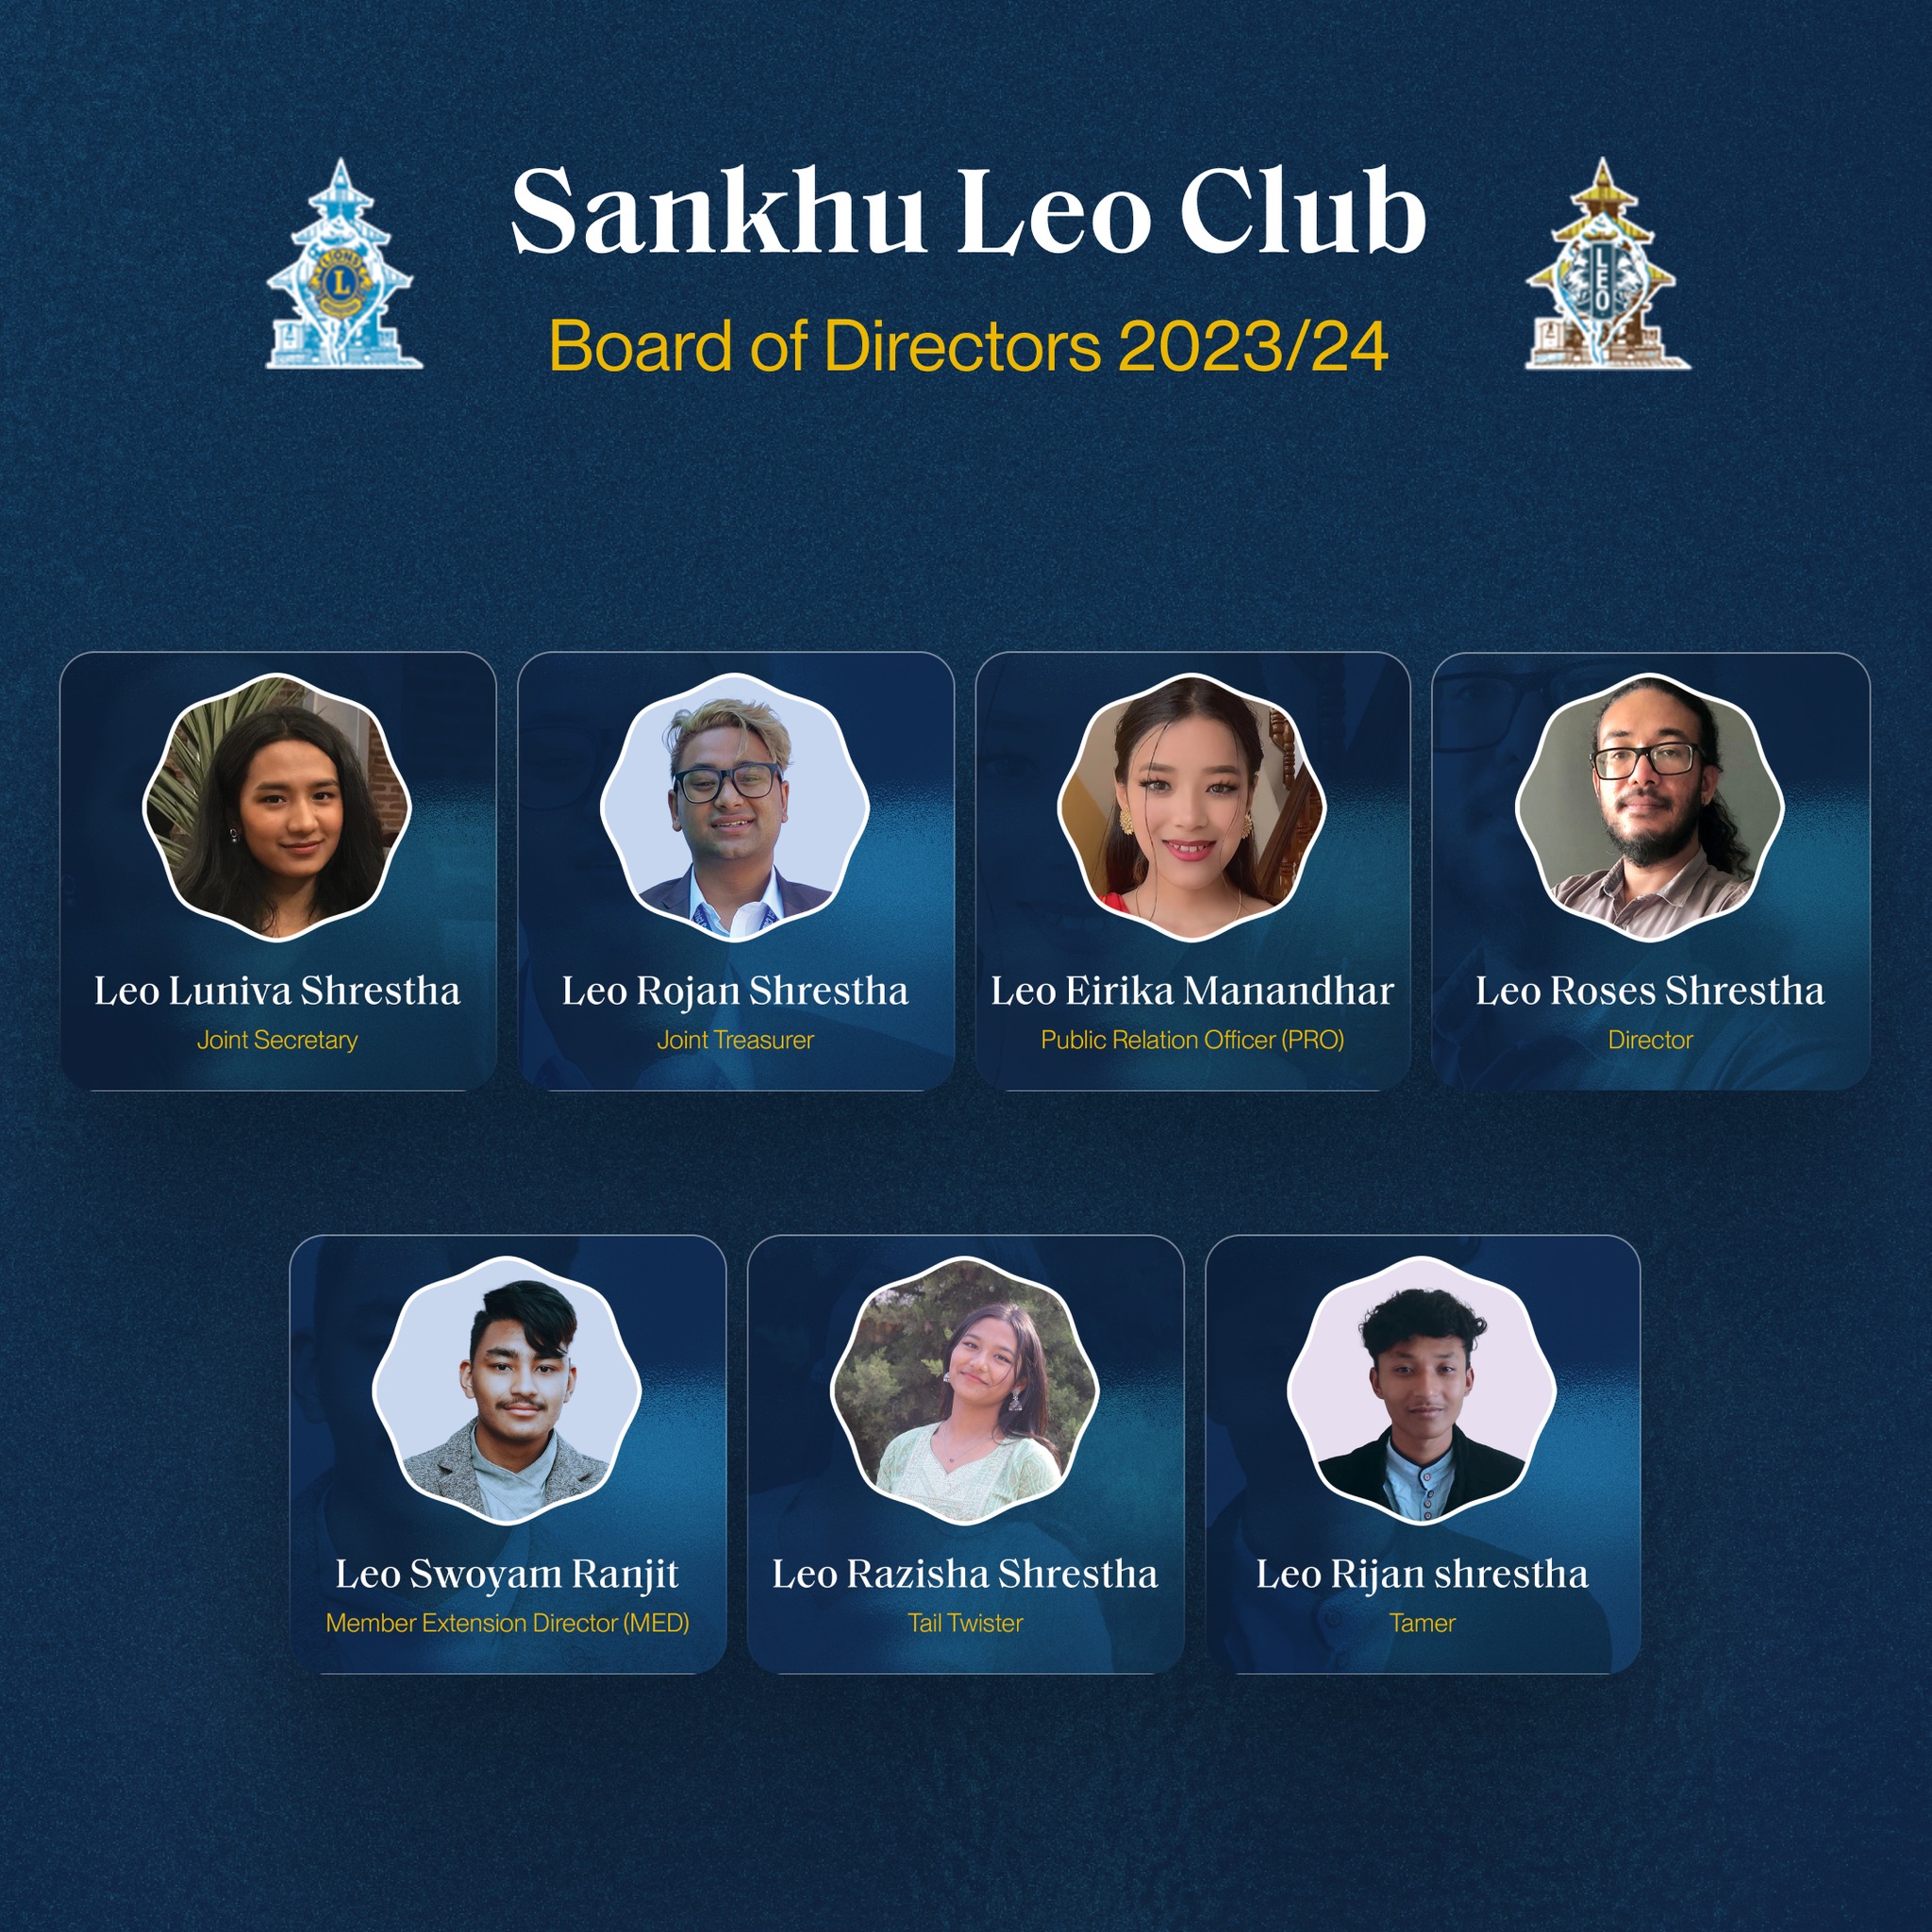 Sankhu Leo Club
Board of Directors 2023/24
LIONS
L
LEO
Leo Luniva Shrestha
Joint Secretary
Leo Rojan Shrestha
Joint Treasurer
Leo Eirika Manandhar
Public Relation Officer (PRO)
Leo Roses Shrestha
Director
Leo Swoyam Ranjit
Member Extension Director (MED)
Leo Razisha Shrestha
Tail Twister
Leo Rijan shrestha
Tamer